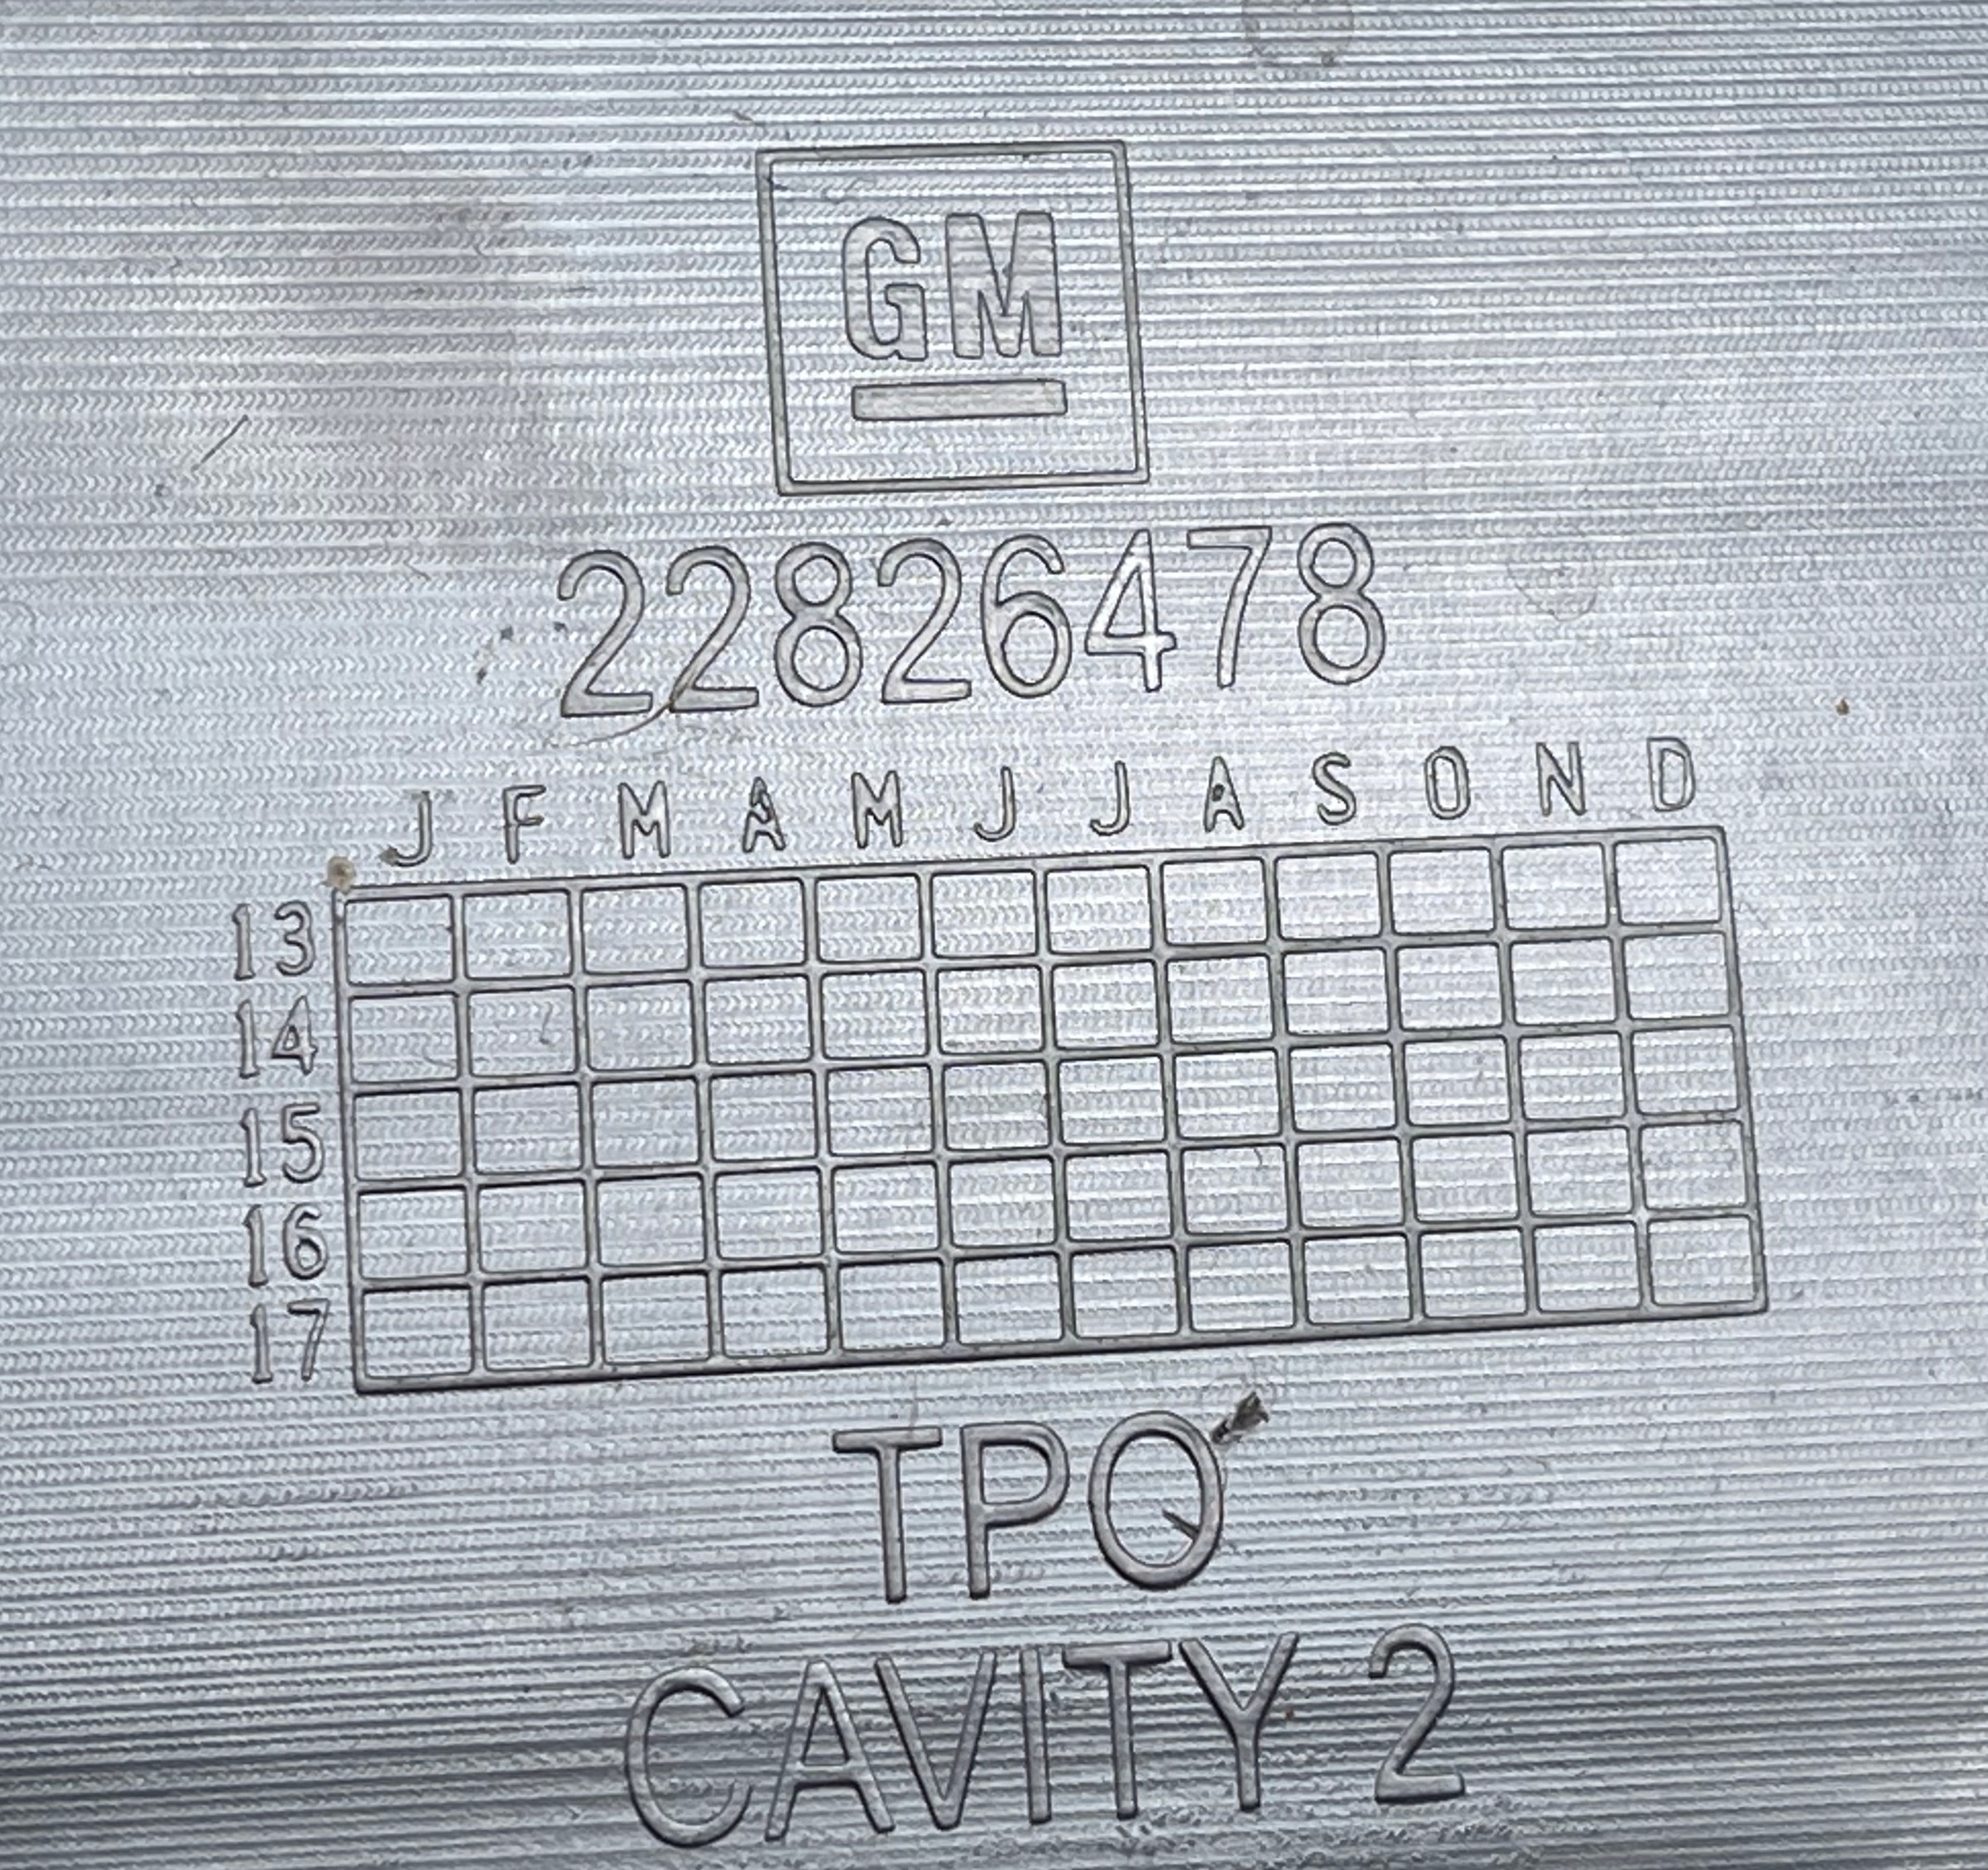 GM
22826478
J F M A M J J A S O N D
13
14
15
16
17
TPO
CAVITY 2